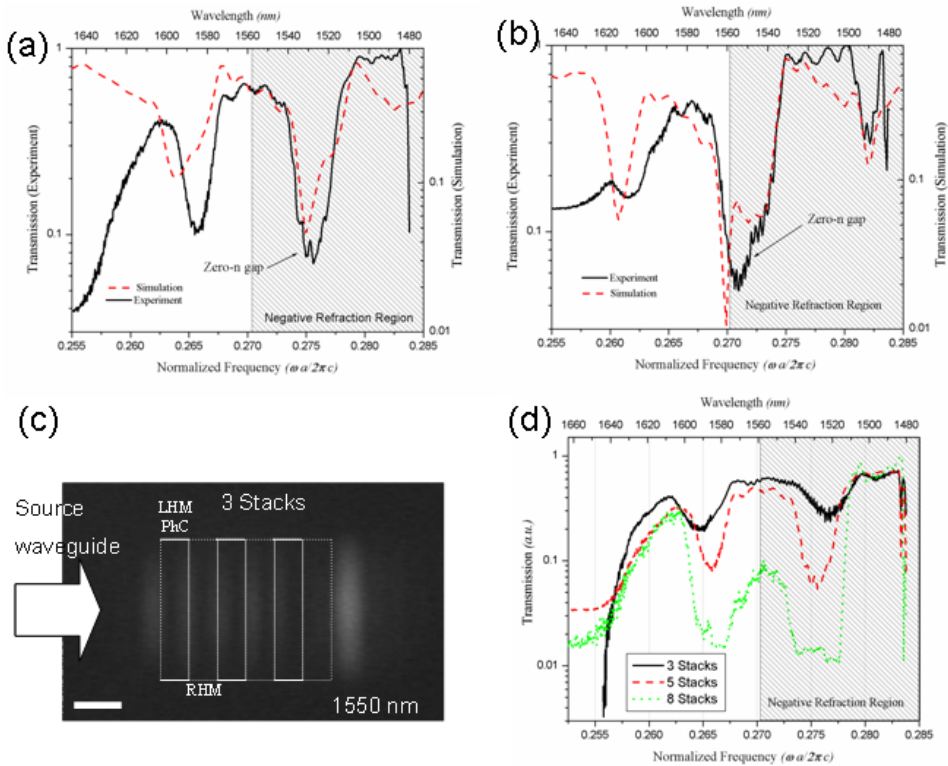 (a)
Wavelength (nm)
1640 1620 1600 1580 1560 1540 1520 1500
1
0.1
Transmission (Experiment)
0.1
0.01
Transmission (Simulation)
Zero-n gap
Simulation
Experiment
Negative Refraction Region
0.255 0.260 0.265 0.270 0.275 0.280 0.285
Normalized Frequency (ω a/2π c)
(b)
Wavelength (nm)
1640 1620 1600 1580 1560 1540 1520 1500 1480
1
0.1
Transmission (Experiment)
0.1
0.01
Transmission (Simulation)
Zero-n gap
Experiment
Simulation
Negative Refraction Region
0.255 0.260 0.265 0.270 0.275 0.280 0.285
Normalized Frequency (ω a/2π c)
(c)
Source
waveguide
LHM
PhC
3 Stacks
RHM
1550 nm
(d)
Wavelength (nm)
1660 1640 1620 1600 1580 1560 1540 1520 1500 1480
1
0.1
0.01
Transmission (a.u.)
3 Stacks
5 Stacks
8 Stacks
Negative Refraction Region
0.255 0.260 0.265 0.270 0.275 0.280 0.285
Normalized Frequency (ω a/2π c)